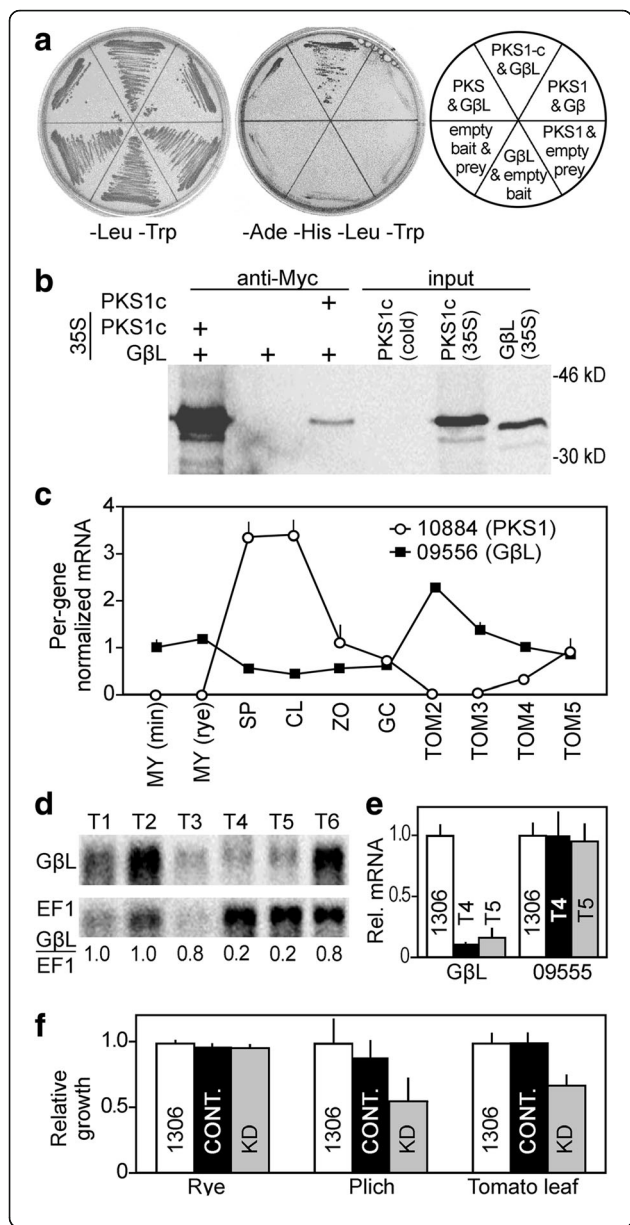 a
PKS1-c & GβL
PKS & GβL
PKS1 & Gβ
empty bait & prey
GβL & empty bait
PKS1 & empty prey
-Leu -Trp
-Ade -His -Leu -Trp
b
anti-Myc
input
PKS1c
+
35S
PKS1c
+
GβL
+
+
+
PKS1c (cold)
PKS1c (35S)
GβL (35S)
-46 kD
-30 kD
c
Per-gene normalized mRNA
4
3
2
1
0
10884 (PKS1)
09556 (GβL)
MY (min)
MY (rye)
SP
CL
ZO
GC
TOM2
TOM3
TOM4
TOM5
d
T1 T2 T3 T4 T5 T6
GβL
EF1
GβL
EF1
1.0 1.0 0.8 0.2 0.2 0.8
e
Rel. mRNA
1.0
0.5
0
1306
T4
T5
1306
T4
T5
GβL
09555
f
Relative growth
1.0
0.5
0
1306
CONT.
KD
1306
CONT.
KD
1306
CONT.
KD
Rye
Plich
Tomato leaf